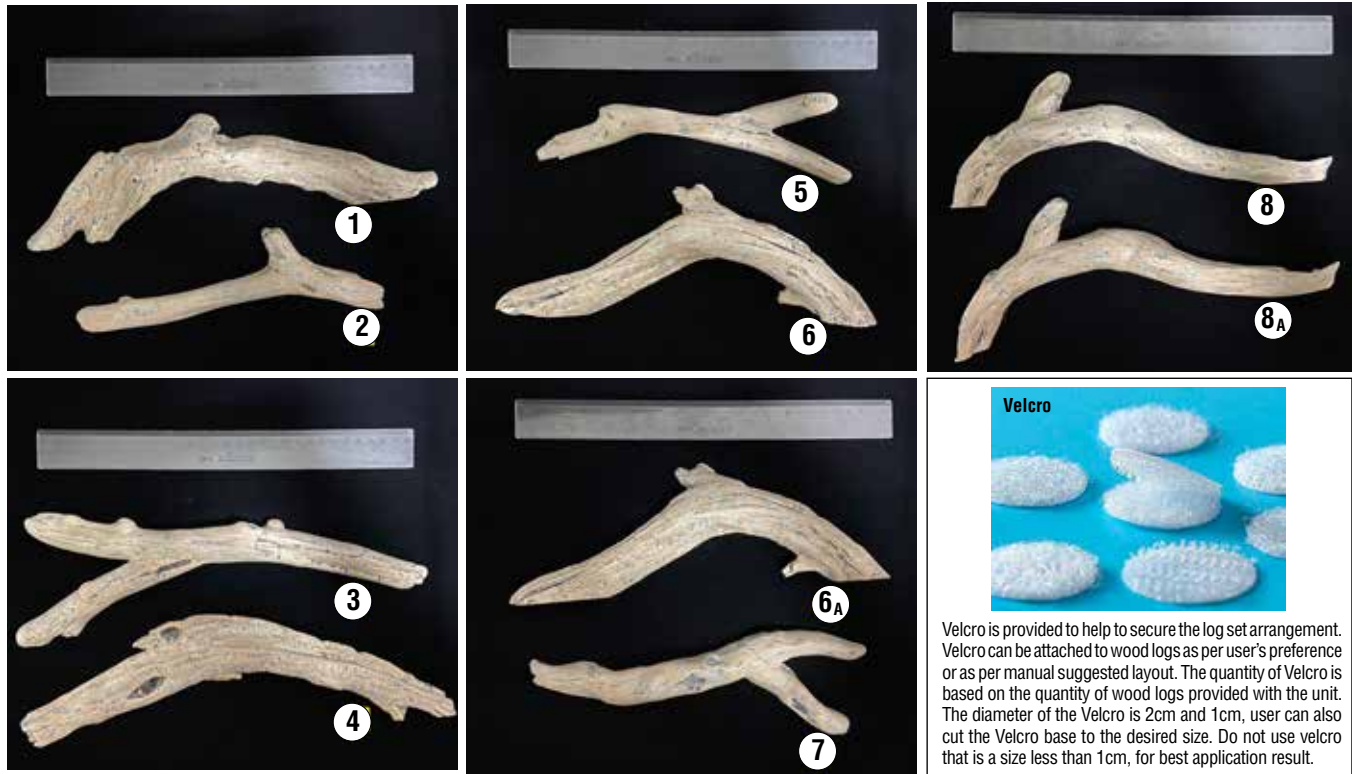 1
2
5
6
8
8A
3
4
6A
7
Velcro
Velcro is provided to help to secure the log set arrangement.
Velcro can be attached to wood logs as per user's preference
or as per manual suggested layout. The quantity of Velcro is
based on the quantity of wood logs provided with the unit.
The diameter of the Velcro is 2cm and 1cm, user can also
cut the Velcro base to the desired size. Do not use velcro
that is a size less than 1cm, for best application result.